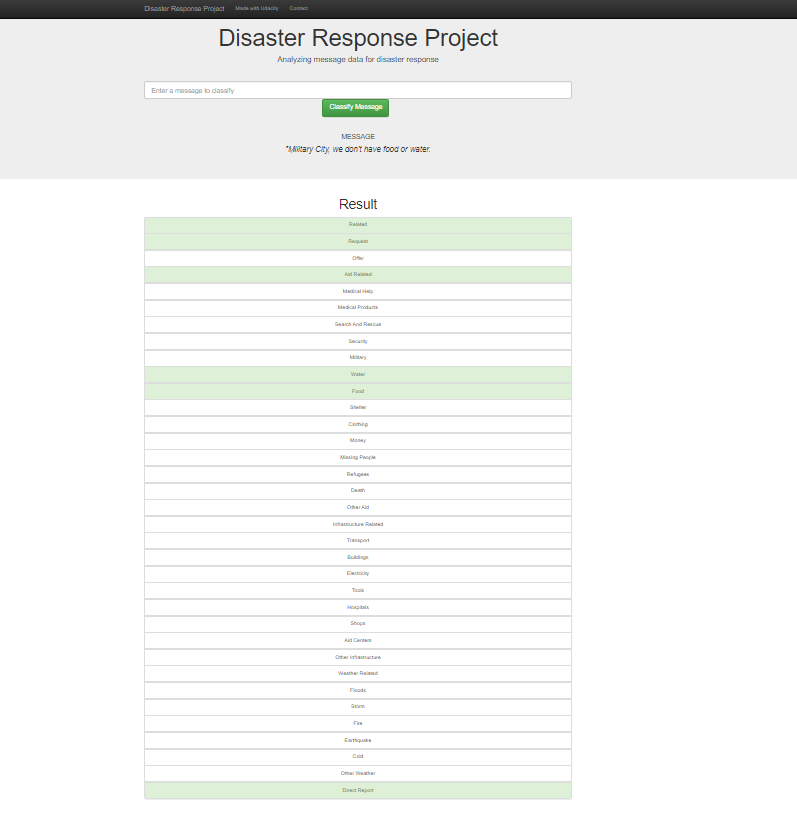 Disaster Response Project Made with Udacity Contact
Disaster Response Project
Analyzing message data for disaster response
Enter a message to classify
Classify Message
MESSAGE
"Military City, we don't have food or water.
Result
Related
Request
Offer
Aid Related
Medical Help
Medical Products
Search And Rescue
Security
Military
Water
Food
Shelter
Clothing
Money
Missing People
Refugees
Death
Other Aid
Infrastructure Related
Transport
Buildings
Electricity
Tools
Hospitals
Shops
Aid Centers
Other Infrastructure
Weather Related
Floods
Storm
Fire
Earthquake
Cold
Other Weather
Direct Report